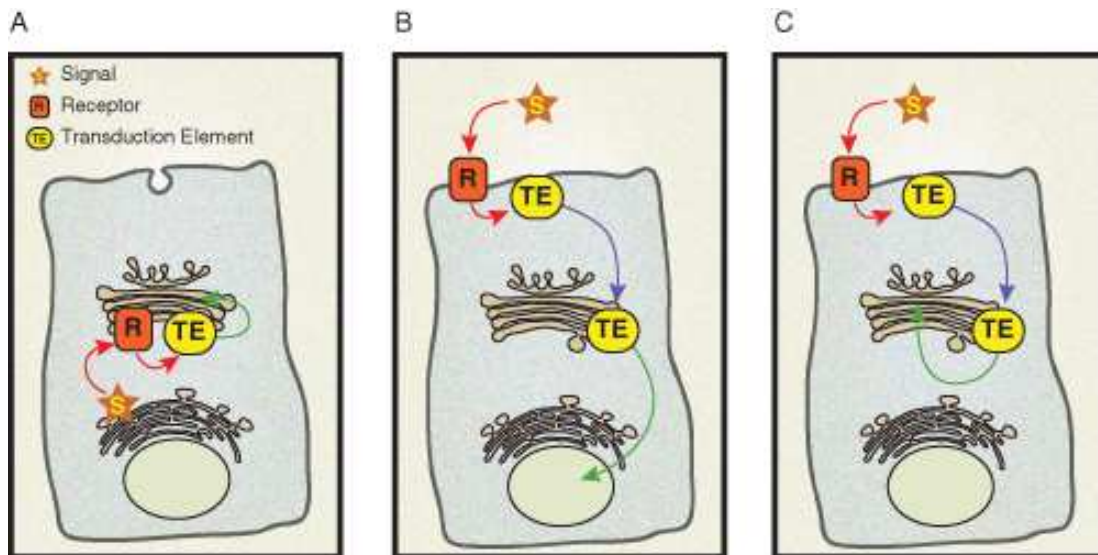 A
B
C
S Signal
R Receptor
TE Transduction Element
R
TE
S
S
R
TE
TE
S
R
TE
TE